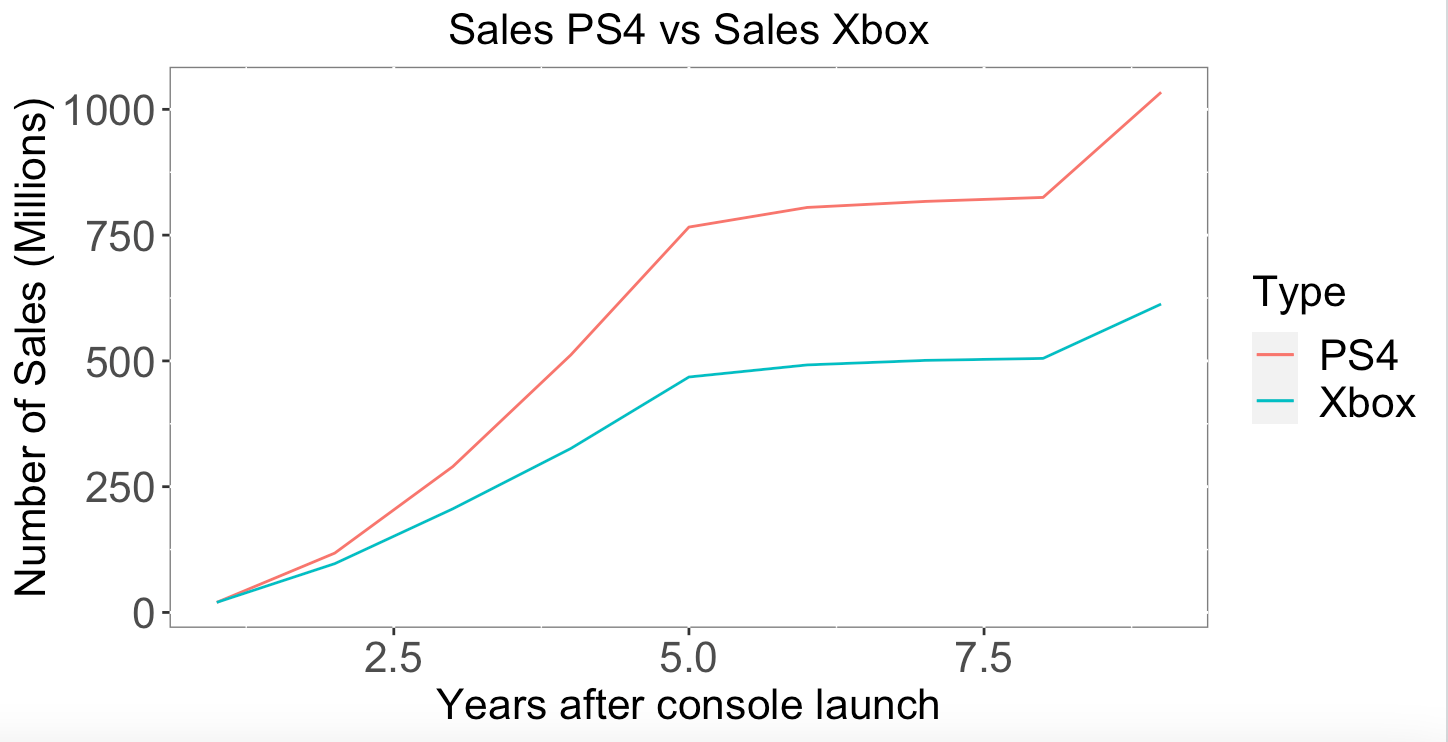 Sales PS4 vs Sales Xbox
Number of Sales (Millions)
1000
750
500
250
0
2.5 5.0 7.5
Years after console launch
Type
PS4
Xbox